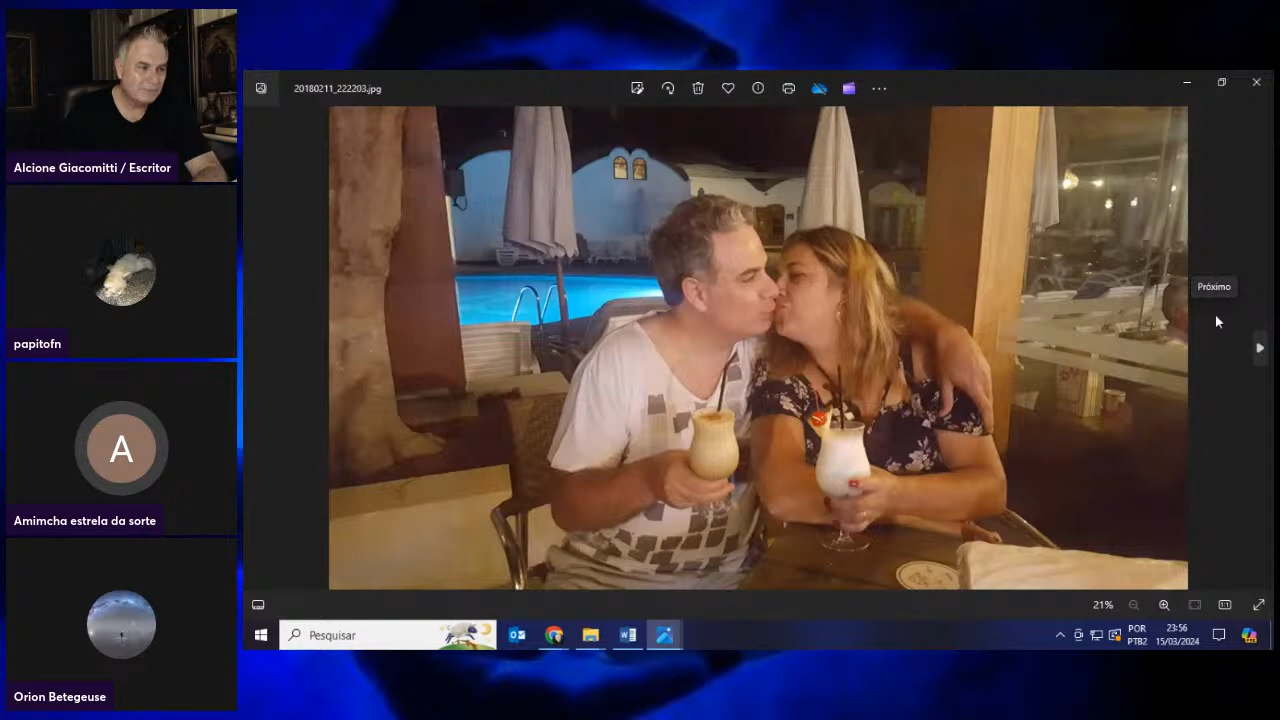 Alcione Giacomitti / Escritor
papitofn
A
Amimcha estrela da sorte
Orion Betegeuse
20180211_222203.jpg
Próximo
21%
Pesquisar
POR
PTB2
23:56
15/03/2024